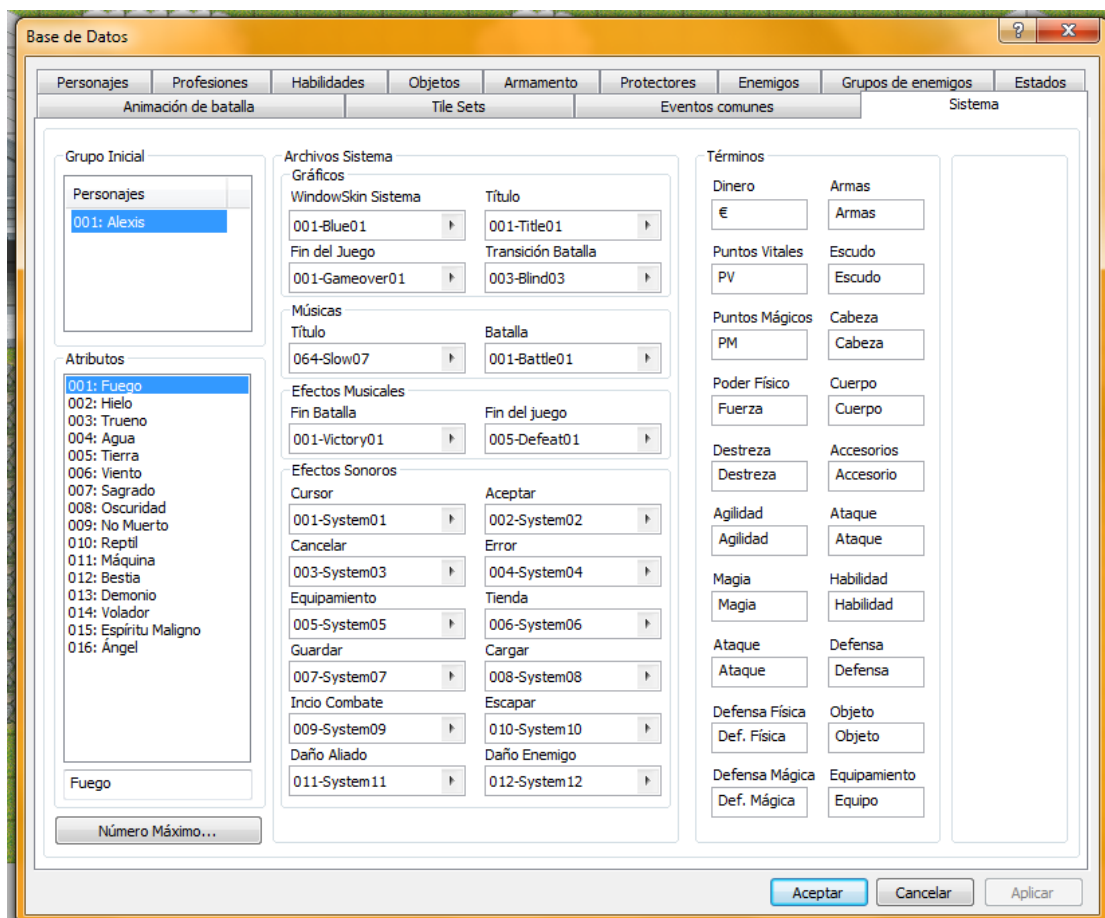 Base de Datos
Personajes Profesiones Habilidades Objetos Armamento Protectores Enemigos Grupos de enemigos Estados
Animación de batalla Tile Sets Eventos comunes Sistema
Grupo Inicial
Personajes
001: Alexis
Atributos
001: Fuego
002: Hielo
003: Trueno
004: Agua
005: Tierra
006: Viento
007: Sagrado
008: Oscuridad
009: No Muerto
010: Reptil
011: Máquina
012: Bestia
013: Demonio
014: Volador
015: Espíritu Maligno
016: Ángel
Fuego
Número Máximo...
Archivos Sistema
Gráficos
WindowSkin Sistema Título
001-Blue01 001-Title01
Fin del Juego Transición Batalla
001-Gameover01 003-Blind03
Músicas
Título Batalla
064-Slow07 001-Battle01
Efectos Musicales
Fin Batalla Fin del juego
001-Victory01 005-Defeat01
Efectos Sonoros
Cursor Aceptar
001-System01 002-System02
Cancelar Error
003-System03 004-System04
Equipamiento Tienda
005-System05 006-System06
Guardar Cargar
007-System07 008-System08
Incio Combate Escapar
009-System09 010-System10
Daño Aliado Daño Enemigo
011-System11 012-System12
Términos
Dinero Armas
€ Armas
Puntos Vitales Escudo
PV Escudo
Puntos Mágicos Cabeza
PM Cabeza
Poder Físico Cuerpo
Fuerza Cuerpo
Destreza Accesorios
Destreza Accesorio
Agilidad Ataque
Agilidad Ataque
Magia Habilidad
Magia Habilidad
Ataque Defensa
Ataque Defensa
Defensa Física Objeto
Def. Física Objeto
Defensa Mágica Equipamiento
Def. Mágica Equipo
Aceptar Cancelar Aplicar